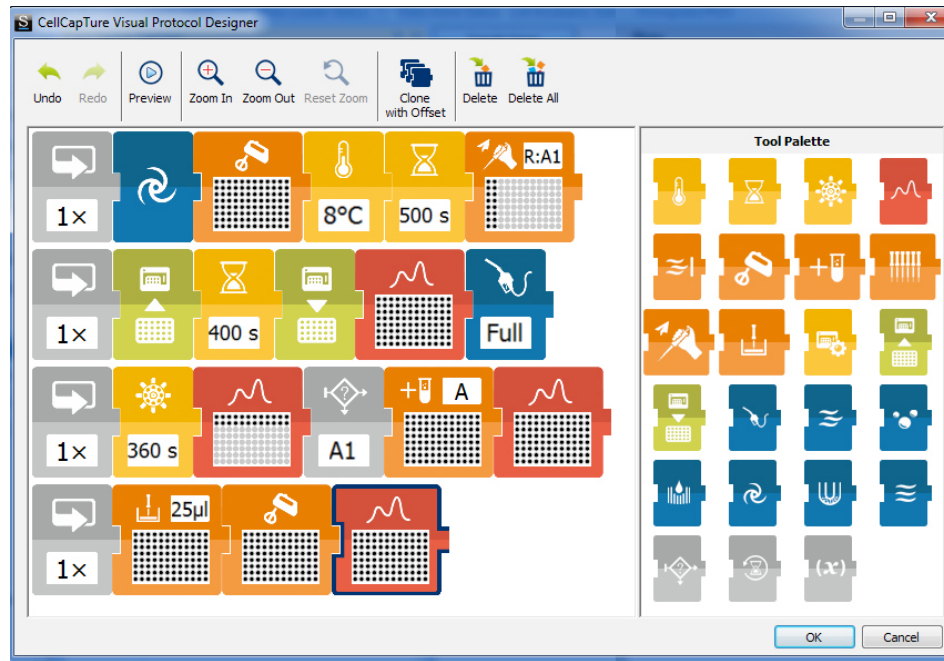 S CellCapTure Visual Protocol Designer
Undo Redo Preview Zoom In Zoom Out Reset Zoom Clone with Offset Delete Delete All
Tool Palette
R:A1
1× 8°C 500 s
1× 400 s Full
A
1× 360 s A1
25µl
1×
(x)
OK Cancel